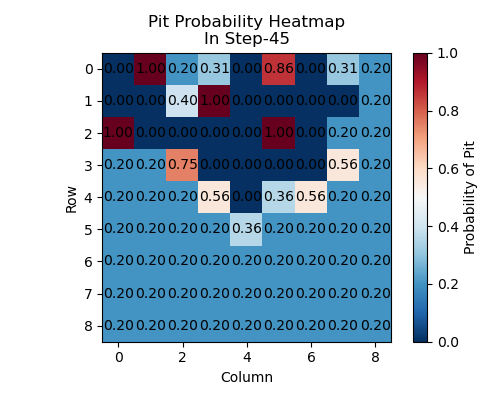 Pit Probability Heatmap
In Step-45
0 0.00 1.00 0.20 0.31 0.00 0.86 0.00 0.31 0.20
1 0.00 0.00 0.40 1.00 0.00 0.00 0.00 0.00 0.20
2 1.00 0.00 0.00 0.00 0.00 1.00 0.00 0.20 0.20
3 0.20 0.20 0.75 0.00 0.00 0.00 0.00 0.56 0.20
4 0.20 0.20 0.20 0.56 0.00 0.36 0.56 0.20 0.20
5 0.20 0.20 0.20 0.20 0.36 0.20 0.20 0.20 0.20
6 0.20 0.20 0.20 0.20 0.20 0.20 0.20 0.20 0.20
7 0.20 0.20 0.20 0.20 0.20 0.20 0.20 0.20 0.20
8 0.20 0.20 0.20 0.20 0.20 0.20 0.20 0.20 0.20
0 2 4 6 8
Column
Row
1.0
0.8
0.6
0.4
0.2
0.0
Probability of Pit